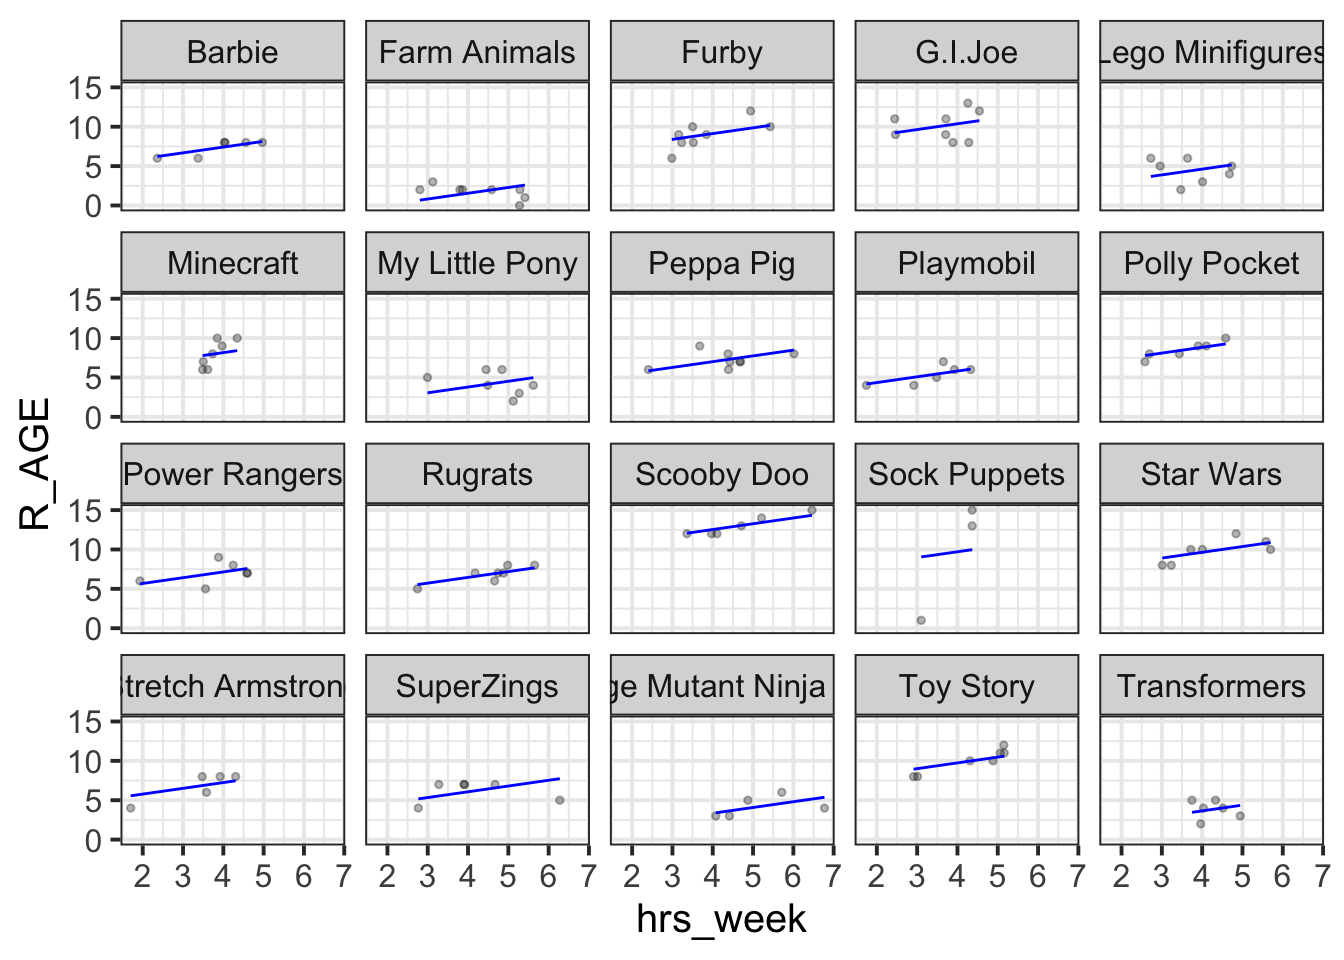 Barbie Farm Animals Furby G.I.Joe Lego Minifigures
15
10
5
0
Minecraft My Little Pony Peppa Pig Playmobil Polly Pocket
15
10
5
0
Power Rangers Rugrats Scooby Doo Sock Puppets Star Wars
15
10
5
0
tretch Armstron SuperZings ge Mutant Ninja Toy Story Transformers
15
10
5
0
2 3 4 5 6 7 2 3 4 5 6 7 2 3 4 5 6 7 2 3 4 5 6 7 2 3 4 5 6 7
hrs_week
R_AGE